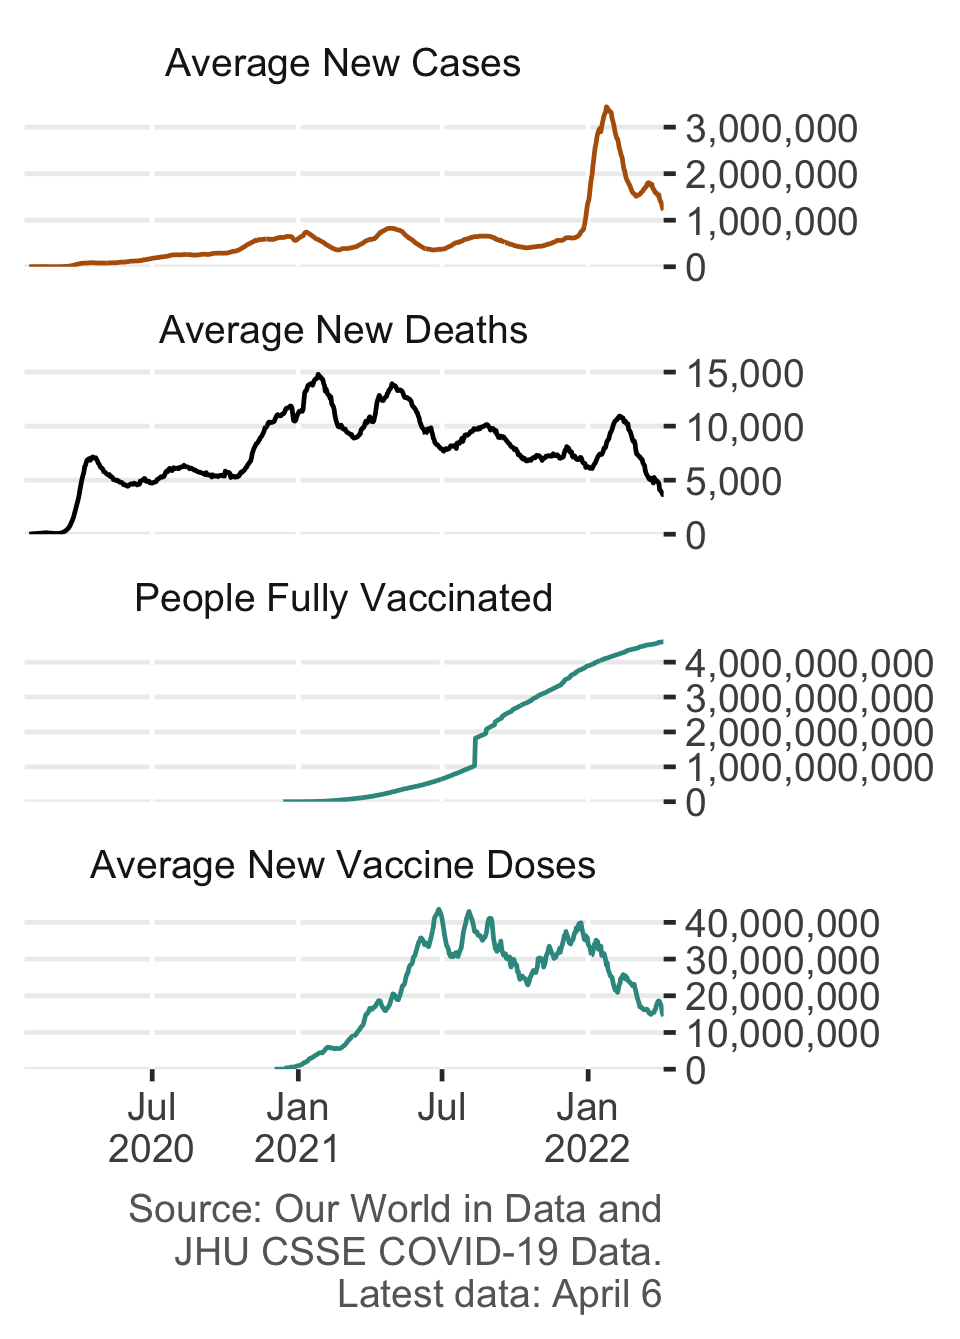 Average New Cases
3,000,000
2,000,000
1,000,000
0
Average New Deaths
15,000
10,000
5,000
0
People Fully Vaccinated
4,000,000,000
3,000,000,000
2,000,000,000
1,000,000,000
0
Average New Vaccine Doses
40,000,000
30,000,000
20,000,000
10,000,000
0
Jul Jan Jul Jan
2020 2021 2022
Source: Our World in Data and
JHU CSSE COVID-19 Data.
Latest data: April 6